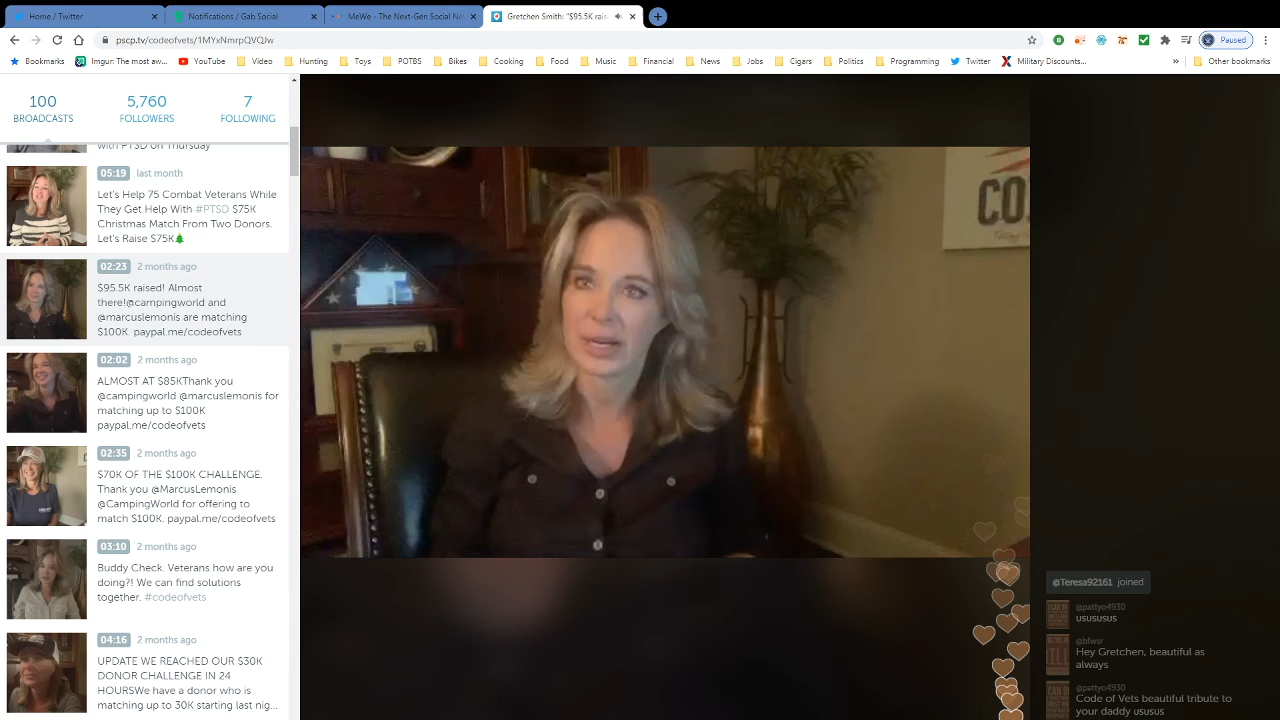 Home / Twitter
Notifications / Gab Social
MeWe - The Next-Gen Social Ne
Gretchen Smith: "$95.5K rais
pscp.tv/codeofvets/1MYxNmrpQVQJw
Paused
Bookmarks
Imgur: The most aw...
YouTube
Video
Hunting
Toys
POTBS
Bikes
Cooking
Food
Music
Financial
News
Jobs
Cigars
Politics
Programming
Twitter
Military Discounts...
»
Other bookmarks
100
BROADCASTS
5,760
FOLLOWERS
7
FOLLOWING
with PTSD on Thursday
05:19 last month
Let's Help 75 Combat Veterans While
They Get Help With #PTSD $75K
Christmas Match From Two Donors.
Let's Raise $75K🌲
02:23 2 months ago
$95.5K raised! Almost
there!@campingworld and
@marcuslemonis are matching
$100K. paypal.me/codeofvets
02:02 2 months ago
ALMOST AT $85KThank you
@campingworld @marcuslemonis for
matching up to $100K
paypal.me/codeofvets
02:35 2 months ago
$70K OF THE $100K CHALLENGE.
Thank you @MarcusLemonis
@CampingWorld for offering to
match $100K. paypal.me/codeofvets
03:10 2 months ago
Buddy Check. Veterans how are you
doing?! We can find solutions
together. #codeofvets
04:16 2 months ago
UPDATE WE REACHED OUR $30K
DONOR CHALLENGE IN 24
HOURSWe have a donor who is
matching up to 30K starting last nig...
CO
@Teresa92161 joined
@pattyo4930
usususus
@bfwsr
Hey Gretchen, beautiful as
always
@pattyo4930
Code of Vets beautiful tribute to
your daddy ususus